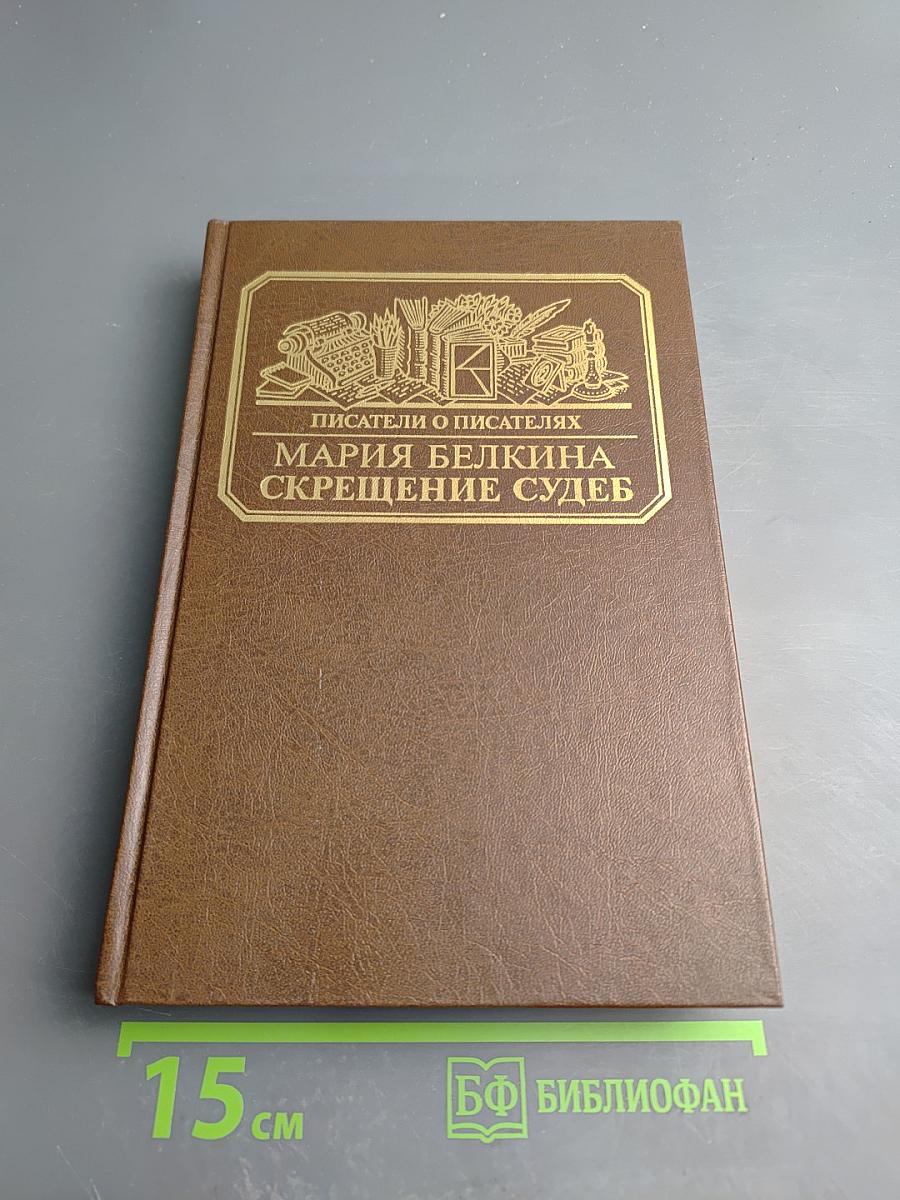 ПИСАТЕЛИ О ПИСАТЕЛЯХ
МАРИЯ БЕЛКИНА
СКРЕЩЕНИЕ СУДЕБ
15 см
БФ БИБЛИОФАН